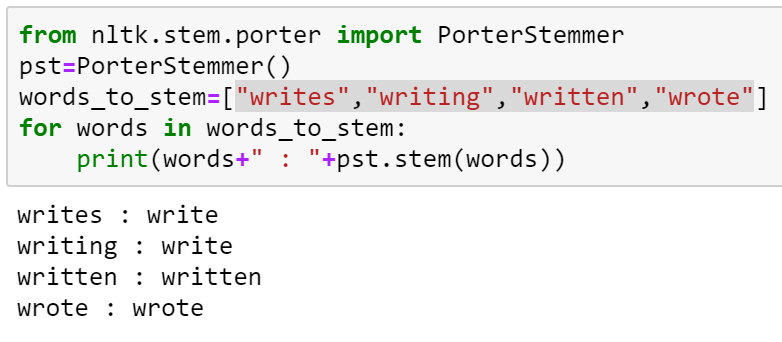 from nltk.stem.porter import PorterStemmer
pst=PorterStemmer()
words_to_stem=["writes","writing","written","wrote"]
for words in words_to_stem:
    print(words+" : "+pst.stem(words))
writes : write
writing : write
written : written
wrote : wrote